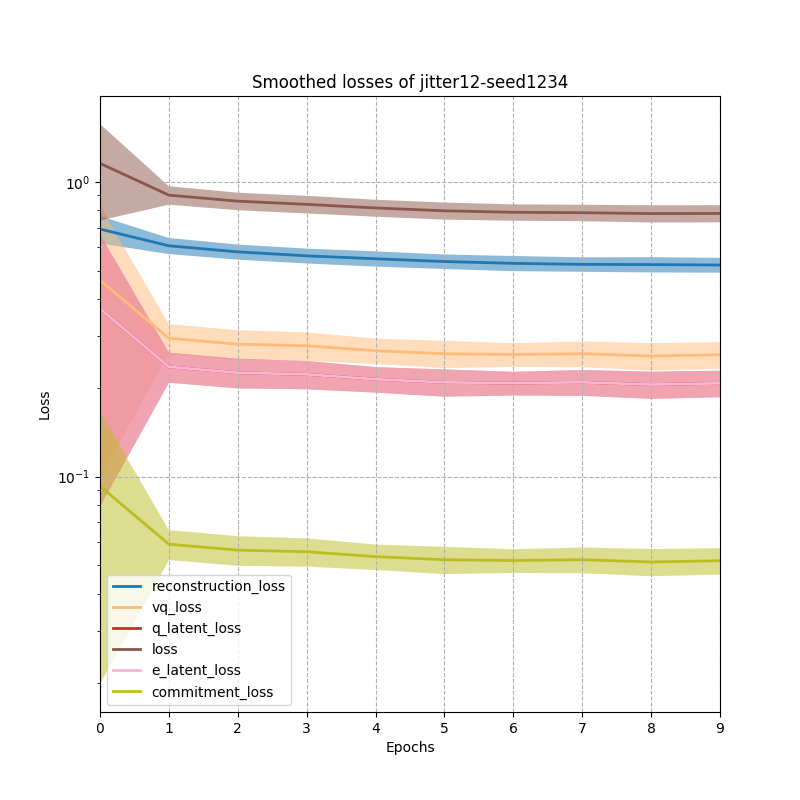 Smoothed losses of jitter12-seed1234
Loss
10⁰
10⁻¹
reconstruction_loss
vq_loss
q_latent_loss
loss
e_latent_loss
commitment_loss
0 1 2 3 4 5 6 7 8 9
Epochs